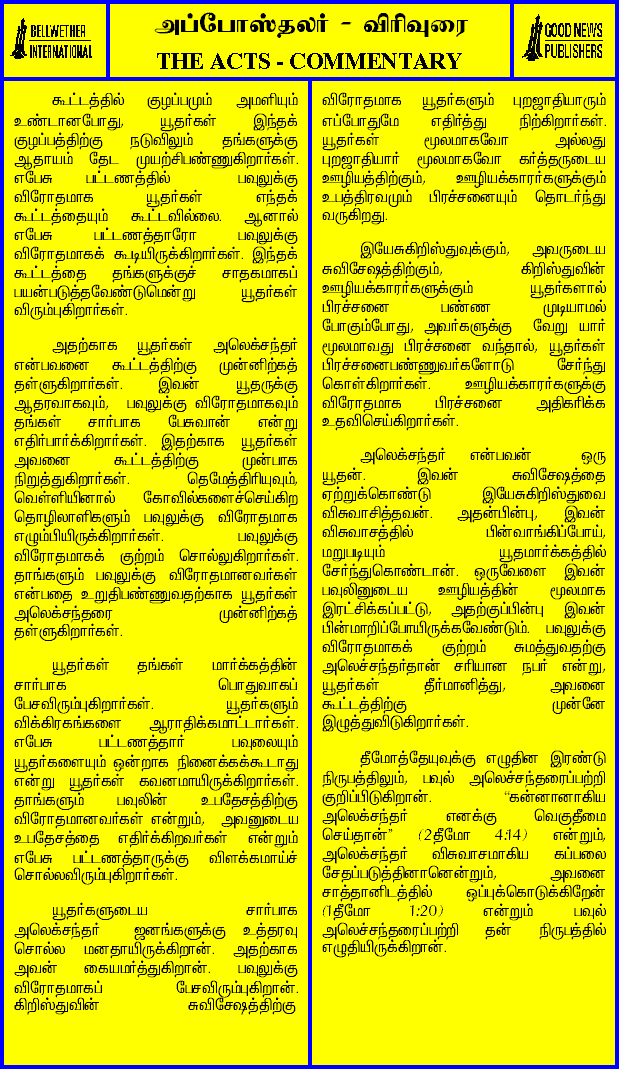 BELLWETHER
INTERNATIONAL
அப்போஸ்தலர் - விரிவுரை
THE ACTS - COMMENTARY
GOOD NEWS
PUBLISHERS
கூட்டத்தில் குழப்பமும் அமளியும்
உண்டானபோது, யூதர்கள் இந்தக்
குழப்பத்திற்கு நடுவிலும் தங்களுக்கு
ஆதாயம் தேட முயற்சிபண்ணுகிறார்கள்.
எபேசு பட்டணத்தில் பவுலுக்கு
விரோதமாக யூதர்கள் எந்தக்
கூட்டத்தையும் கூட்டவில்லை. ஆனால்
எபேசு பட்டணத்தாரோ பவுலுக்கு
விரோதமாகக் கூடியிருக்கிறார்கள். இந்தக்
கூட்டத்தை தங்களுக்குச் சாதகமாகப்
பயன்படுத்தவேண்டுமென்று யூதர்கள்
விரும்புகிறார்கள்.
அதற்காக யூதர்கள் அலெக்சந்தர்
என்பவனை கூட்டத்திற்கு முன்னிற்கத்
தள்ளுகிறார்கள். இவன் யூதருக்கு
ஆதரவாகவும், பவுலுக்கு விரோதமாகவும்
தங்கள் சார்பாக பேசுவான் என்று
எதிர்பார்க்கிறார்கள். இதற்காக யூதர்கள்
அவனை கூட்டத்திற்கு முன்பாக
நிறுத்துகிறார்கள். தெமேத்திரியுவும்,
வெள்ளியினால் கோவில்களைச்செய்கிற
தொழிலாளிகளும் பவுலுக்கு விரோதமாக
எழும்பியிருக்கிறார்கள். பவுலுக்கு
விரோதமாகக் குற்றம் சொல்லுகிறார்கள்.
தாங்களும் பவுலுக்கு விரோதமானவர்கள்
என்பதை உறுதிபண்ணுவதற்காக யூதர்கள்
அலெக்சந்தரை முன்னிற்கத்
தள்ளுகிறார்கள்.
யூதர்கள் தங்கள் மார்க்கத்தின்
சார்பாக பொதுவாகப்
பேசவிரும்புகிறார்கள். யூதர்களும்
விக்கிரகங்களை ஆராதிக்கமாட்டார்கள்.
எபேசு பட்டணத்தார் பவுலையும்
யூதர்களையும் ஒன்றாக நினைக்கக்கூடாது
என்று யூதர்கள் கவனமாயிருக்கிறார்கள்.
தாங்களும் பவுலின் உபதேசத்திற்கு
விரோதமானவர்கள் என்றும், அவனுடைய
உபதேசத்தை எதிர்க்கிறவர்கள் என்றும்
எபேசு பட்டணத்தாருக்கு விளக்கமாய்ச்
சொல்லவிரும்புகிறார்கள்.
யூதர்களுடைய சார்பாக
அலெக்சந்தர் ஜனங்களுக்கு உத்தரவு
சொல்ல மனதாயிருக்கிறான். அதற்காக
அவன் கையமர்த்துகிறான். பவுலுக்கு
விரோதமாகப் பேசவிரும்புகிறான்.
கிறிஸ்துவின் சுவிசேஷத்திற்கு
விரோதமாக யூதர்களும் புறஜாதியாரும்
எப்போதுமே எதிர்த்து நிற்கிறார்கள்.
யூதர்கள் மூலமாகவோ அல்லது
புறஜாதியார் மூலமாகவோ கர்த்தருடைய
ஊழியத்திற்கும், ஊழியக்காரர்களுக்கும்
உபத்திரவமும் பிரச்சனையும் தொடர்ந்து
வருகிறது.
இயேசுகிறிஸ்துவுக்கும், அவருடைய
சுவிசேஷத்திற்கும், கிறிஸ்துவின்
ஊழியக்காரர்களுக்கும் யூதர்களால்
பிரச்சனை பண்ண முடியாமல்
போகும்போது, அவர்களுக்கு வேறு யார்
மூலமாவது பிரச்சனை வந்தால், யூதர்கள்
பிரச்சனைபண்ணுவர்களோடு சேர்ந்து
கொள்கிறார்கள். ஊழியக்காரர்களுக்கு
விரோதமாக பிரச்சனை அதிகரிக்க
உதவிசெய்கிறார்கள்.
அலெக்சந்தர் என்பவன் ஒரு
யூதன். இவன் சுவிசேஷத்தை
ஏற்றுக்கொண்டு இயேசுகிறிஸ்துவை
விசுவாசித்தவன். அதன்பின்பு, இவன்
விசுவாசத்தில் பின்வாங்கிப்போய்,
மறுபடியும் யூதமார்க்கத்தில்
சேர்ந்துகொண்டான். ஒருவேளை இவன்
பவுலினுடைய ஊழியத்தின் மூலமாக
இரட்சிக்கப்பட்டு, அதற்குப்பின்பு இவன்
பின்மாறிப்போயிருக்கவேண்டும். பவுலுக்கு
விரோதமாகக் குற்றம் சுமத்துவதற்கு
அலெச்சந்தர்தான் சரியான நபர் என்று,
யூதர்கள் தீர்மானித்து, அவனை
கூட்டத்திற்கு முன்னே
இழுத்துவிடுகிறார்கள்.
தீமோத்தேயுவுக்கு எழுதின இரண்டு
நிருபத்திலும், பவுல் அலெச்சந்தரைப்பற்றி
குறிப்பிடுகிறான். “கன்னானாகிய
அலெக்சந்தர் எனக்கு வெகுதீமை
செய்தான்” (2தீமோ 4:14) என்றும்,
அலெக்சந்தர் விசுவாசமாகிய கப்பலை
சேதப்படுத்தினானென்றும், அவனை
சாத்தானிடத்தில் ஒப்புக்கொடுக்கிறேன்
(1தீமோ 1:20) என்றும் பவுல்
அலெக்சந்தரைப்பற்றி தன் நிருபத்தில்
எழுதியிருக்கிறான்.